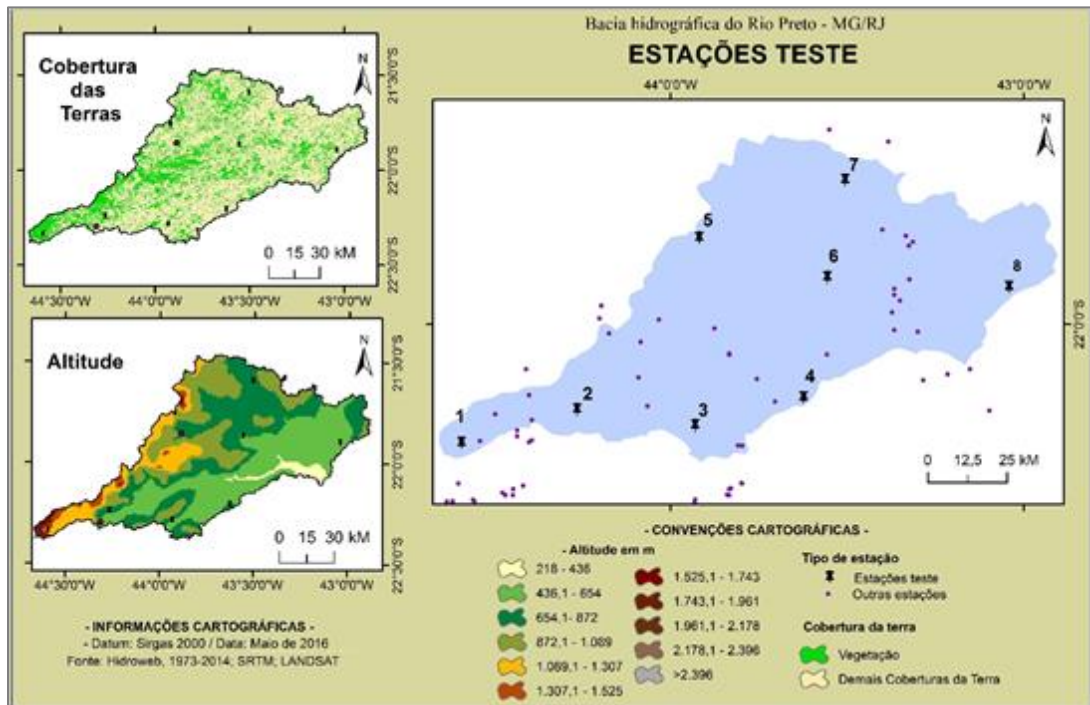 Bacia hidrográfica do Rio Preto - MG/RJ
ESTAÇÕES TESTE
Cobertura
das
Terras
N
21°30'0"S
22°0'0"S
22°30'0"S
0 15 30 kM
44°30'0"W 44°0'0"W 43°30'0"W 43°0'0"W
Altitude
N
21°30'0"S
22°0'0"S
22°30'0"S
0 15 30 kM
44°30'0"W 44°0'0"W 43°30'0"W 43°0'0"W
- INFORMAÇÕES CARTOGRÁFICAS -
- Datum: Sirgas 2000 / Data: Maio de 2016
Fonte: Hidroweb, 1973-2014; SRTM; LANDSAT
44°0'0"W 43°0'0"W
N
7
5
6
8
22°0'0"S
4
2
3
1
0 12,5 25 kM
- CONVENÇÕES CARTOGRÁFICAS -
- Altitude em m
218 - 436
436,1 - 654
654,1 - 872
872,1 - 1.089
1.089,1 - 1.307
1.307,1 - 1.525
1.525,1 - 1.743
1.743,1 - 1.961
1.961,1 - 2.178
2.178,1 - 2.396
>2.396
Tipo de estação
Estações teste
Outras estações
Cobertura da terra
Vegetação
Demais Coberturas da Terra